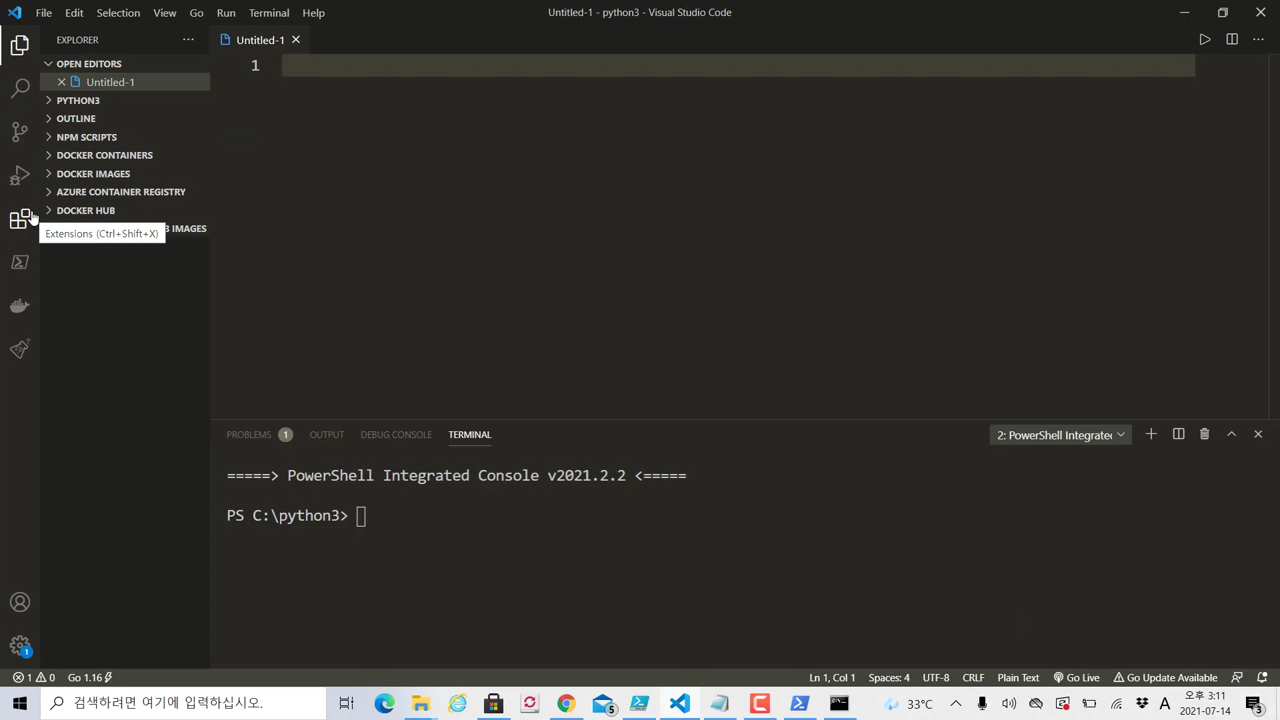 File Edit Selection View Go Run Terminal Help
Untitled-1 - python3 - Visual Studio Code
EXPLORER
Untitled-1
OPEN EDITORS
Untitled-1
1
PYTHON3
OUTLINE
NPM SCRIPTS
DOCKER CONTAINERS
DOCKER IMAGES
AZURE CONTAINER REGISTRY
DOCKER HUB
IMAGES
Extensions (Ctrl+Shift+X)
PROBLEMS 1 OUTPUT DEBUG CONSOLE TERMINAL
2: PowerShell Integrated
=====> PowerShell Integrated Console v2021.2.2 <=====
PS C:\python3>
1
1 0 Go 1.16
Ln 1, Col 1 Spaces: 4 UTF-8 CRLF Plain Text Go Live Go Update Available
검색하려면 여기에 입력하십시오.
5
33℃
A
오후 3:11
2021-07-14
3